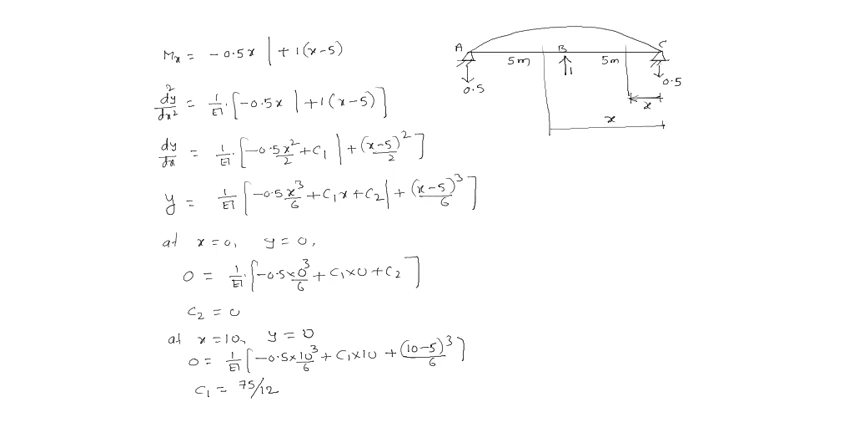 Mx = -0.5x | + 1(x-5)
d²y/dx² = 1/EI [-0.5x | + 1(x-5)]
dy/dx = 1/EI [-0.5x²/2 + C₁ | + (x-5)²/2]
y = 1/EI [-0.5x³/6 + C₁x + C₂ | + (x-5)³/6]
at x=0, y=0,
0 = 1/EI [-0.5×0³/6 + C₁×0 + C₂]
C₂ = 0
at x=10, y=0
0 = 1/EI [-0.5×10³/6 + C₁×10 + (10-5)³/6]
C₁ = 75/12
A B C
5m 5m
0.5 1 0.5
x
x